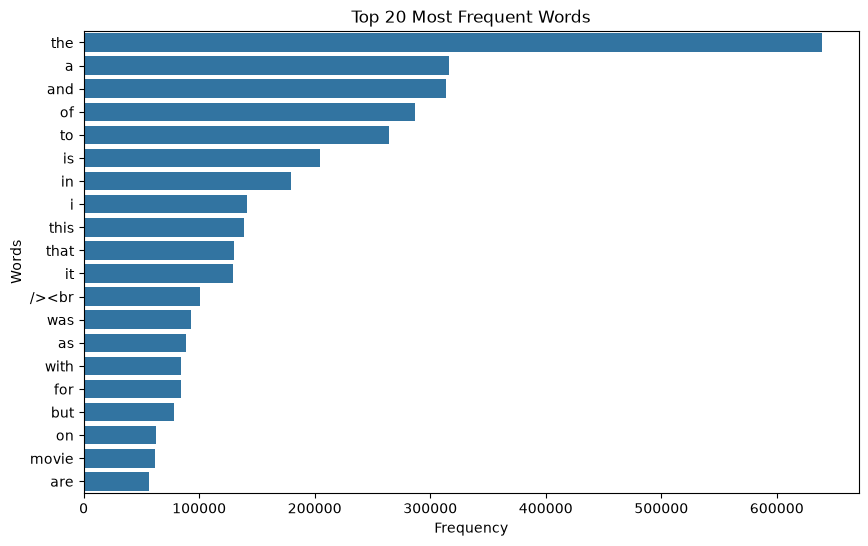 Top 20 Most Frequent Words
Words
the
a
and
of
to
is
in
i
this
that
it
/><br
was
as
with
for
but
on
movie
are
0 100000 200000 300000 400000 500000 600000
Frequency